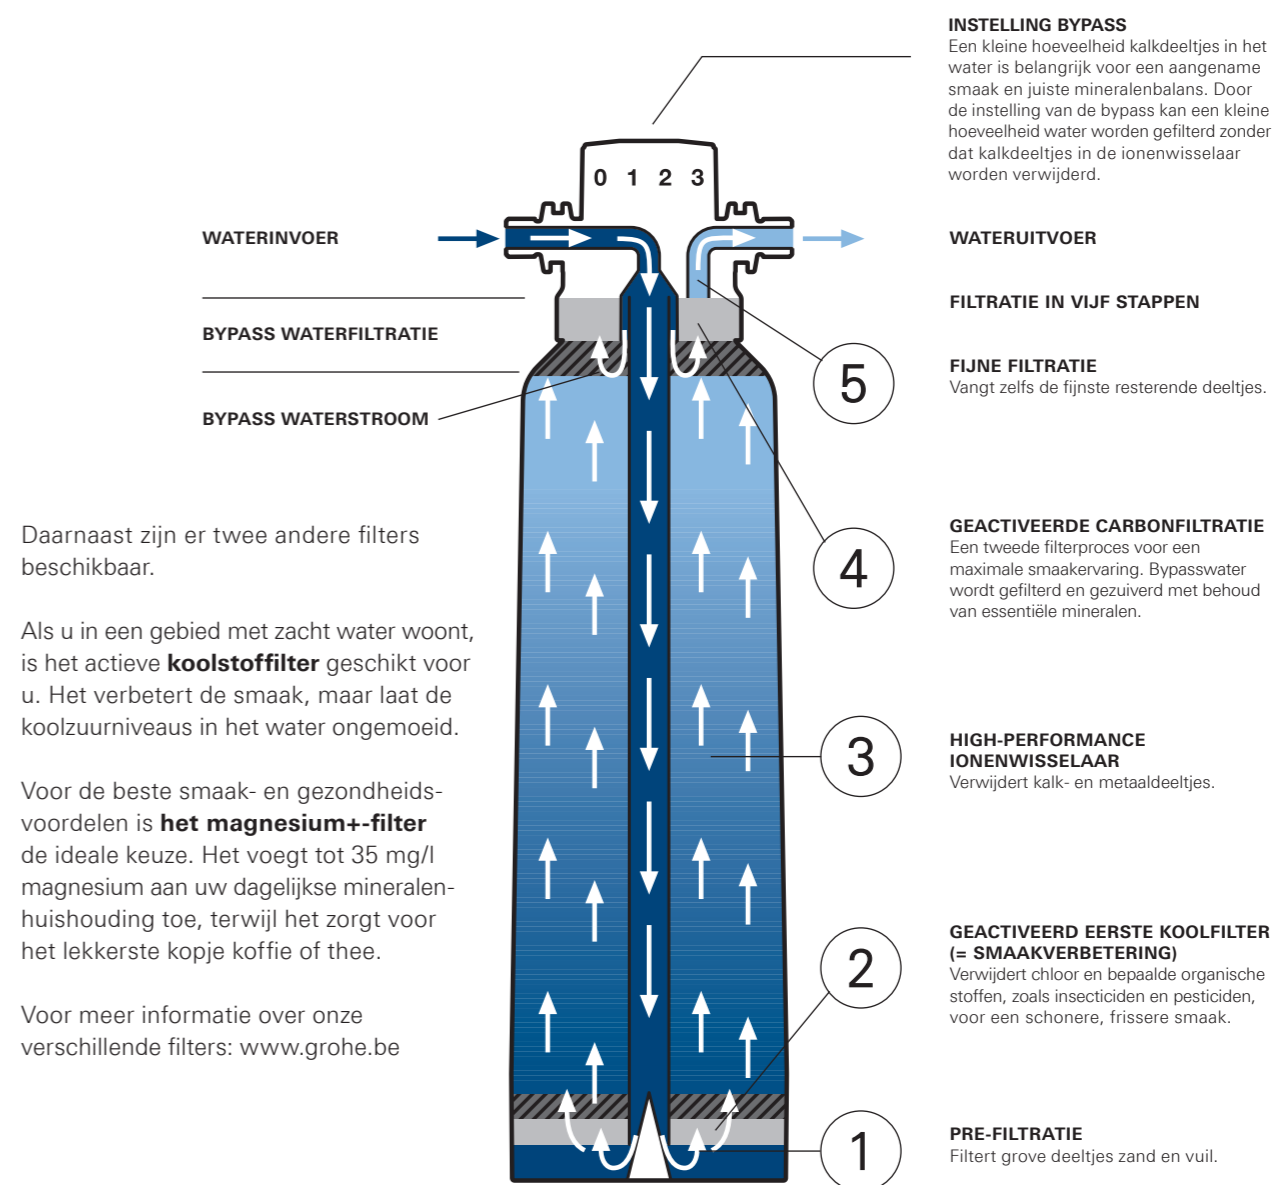 INSTELLING BYPASS
Een kleine hoeveelheid kalkdeeltjes in het
water is belangrijk voor een aangename
smaak en juiste mineralenbalans. Door
de instelling van de bypass kan een kleine
hoeveelheid water worden gefilterd zonder
dat kalkdeeltjes in de ionenwisselaar
worden verwijderd.
0 1 2 3
WATERINVOER
WATERUITVOER
FILTRATIE IN VIJF STAPPEN
BYPASS WATERFILTRATIE
BYPASS WATERSTROOM
5
FIJNE FILTRATIE
Vangt zelfs de fijnste resterende deeltjes.
4
GEACTIVEERDE CARBONFILTRATIE
Een tweede filterproces voor een
maximale smaakervaring. Bypasswater
wordt gefilterd en gezuiverd met behoud
van essentiële mineralen.
3
HIGH-PERFORMANCE
IONENWISSELAAR
Verwijdert kalk- en metaaldeeltjes.
2
GEACTIVEERD EERSTE KOOLFILTER
(= SMAAKVERBETERING)
Verwijdert chloor en bepaalde organische
stoffen, zoals insecticiden en pesticiden,
voor een schonere, frissere smaak.
1
PRE-FILTRATIE
Filtert grove deeltjes zand en vuil.
Daarnaast zijn er twee andere filters
beschikbaar.
Als u in een gebied met zacht water woont,
is het actieve koolstoffilter geschikt voor
u. Het verbetert de smaak, maar laat de
koolzuurniveaus in het water ongemoeid.
Voor de beste smaak- en gezondheids-
voordelen is het magnesium+-filter
de ideale keuze. Het voegt tot 35 mg/l
magnesium aan uw dagelijkse mineralen-
huishouding toe, terwijl het zorgt voor
het lekkerste kopje koffie of thee.
Voor meer informatie over onze
verschillende filters: www.grohe.be